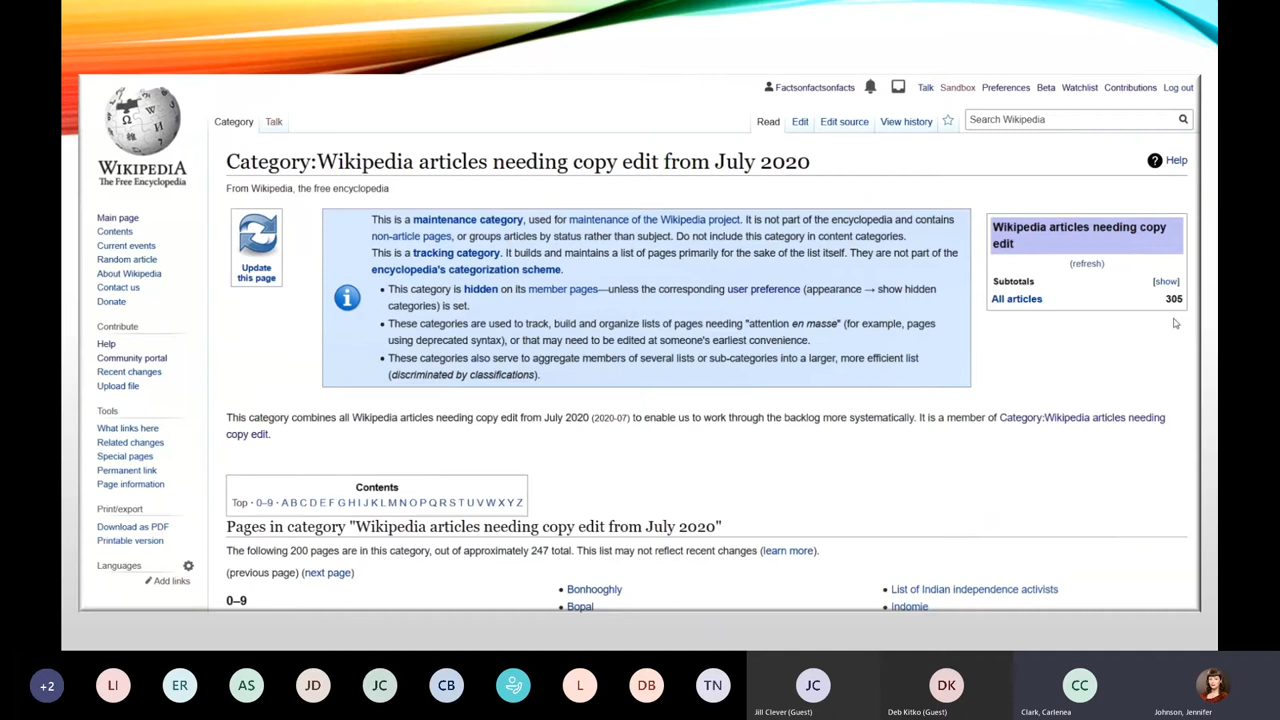 Factsonfactsonfacts Talk Sandbox Preferences Beta Watchlist Contributions Log out
Category Talk Read Edit Edit source View history Search Wikipedia
WIKIPEDIA
The Free Encyclopedia
Category:Wikipedia articles needing copy edit from July 2020
Help
From Wikipedia, the free encyclopedia
Main page
Contents
Current events
Random article
About Wikipedia
Contact us
Donate
Contribute
Help
Community portal
Recent changes
Upload file
Tools
What links here
Related changes
Special pages
Permanent link
Page information
Print/export
Download as PDF
Printable version
Languages
Add links
Update
this page
This is a maintenance category, used for maintenance of the Wikipedia project. It is not part of the encyclopedia and contains
non-article pages, or groups articles by status rather than subject. Do not include this category in content categories.
This is a tracking category. It builds and maintains a list of pages primarily for the sake of the list itself. They are not part of the
encyclopedia's categorization scheme.
• This category is hidden on its member pages—unless the corresponding user preference (appearance → show hidden
categories) is set.
• These categories are used to track, build and organize lists of pages needing "attention en masse" (for example, pages
using deprecated syntax), or that may need to be edited at someone's earliest convenience.
• These categories also serve to aggregate members of several lists or sub-categories into a larger, more efficient list
(discriminated by classifications).
Wikipedia articles needing copy
edit
(refresh)
Subtotals [show]
All articles 305
This category combines all Wikipedia articles needing copy edit from July 2020 (2020-07) to enable us to work through the backlog more systematically. It is a member of Category:Wikipedia articles needing
copy edit.
Contents
Top · 0–9 · A B C D E F G H I J K L M N O P Q R S T U V W X Y Z
Pages in category "Wikipedia articles needing copy edit from July 2020"
The following 200 pages are in this category, out of approximately 247 total. This list may not reflect recent changes (learn more).
(previous page) (next page)
0–9
• Bonhooghly
• Bopal
• List of Indian independence activists
• Indomie
+2 LI ER AS JD JC CB L DB TN JC DK CC
Jill Clever (Guest) Deb Kitko (Guest) Clark, Carlenea Johnson, Jennifer